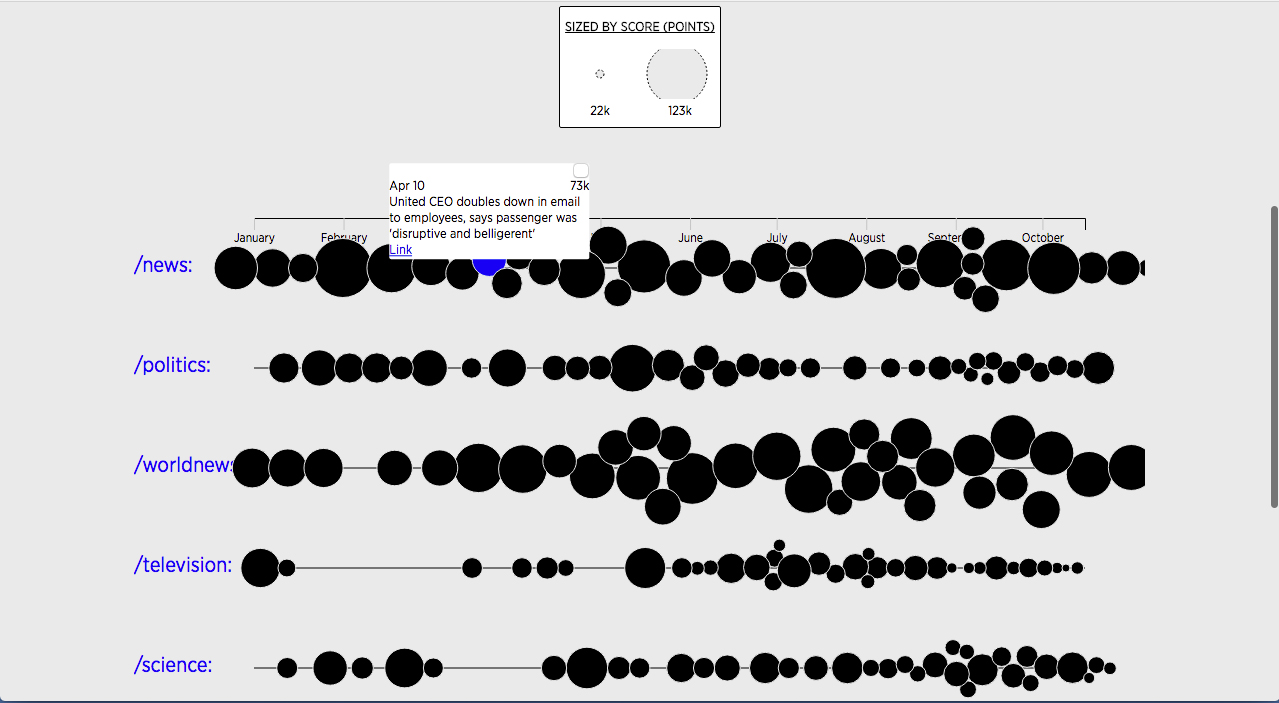 SIZED BY SCORE (POINTS)
22k 123k
Apr 10 73k
United CEO doubles down in email
to employees, says passenger was
'disruptive and belligerent'
Link
January February June July August Septem October
/news:
/politics:
/worldnews
/television:
/science: